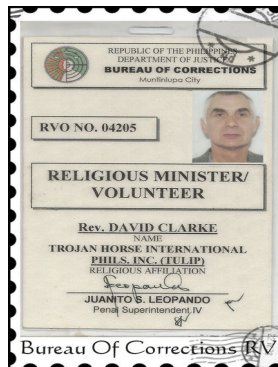 REPUBLIC OF THE PHILIPPINES
DEPARTMENT OF JUSTICE
BUREAU OF CORRECTIONS
Muntinlupa City
RVO NO. 04205
RELIGIOUS MINISTER/
VOLUNTEER
Rev. DAVID CLARKE
NAME
TROJAN HORSE INTERNATIONAL
PHILS. INC. (TULIP)
RELIGIOUS AFFILIATION
JUANITO S. LEOPANDO
Penal Superintendent IV
Bureau Of Corrections RV